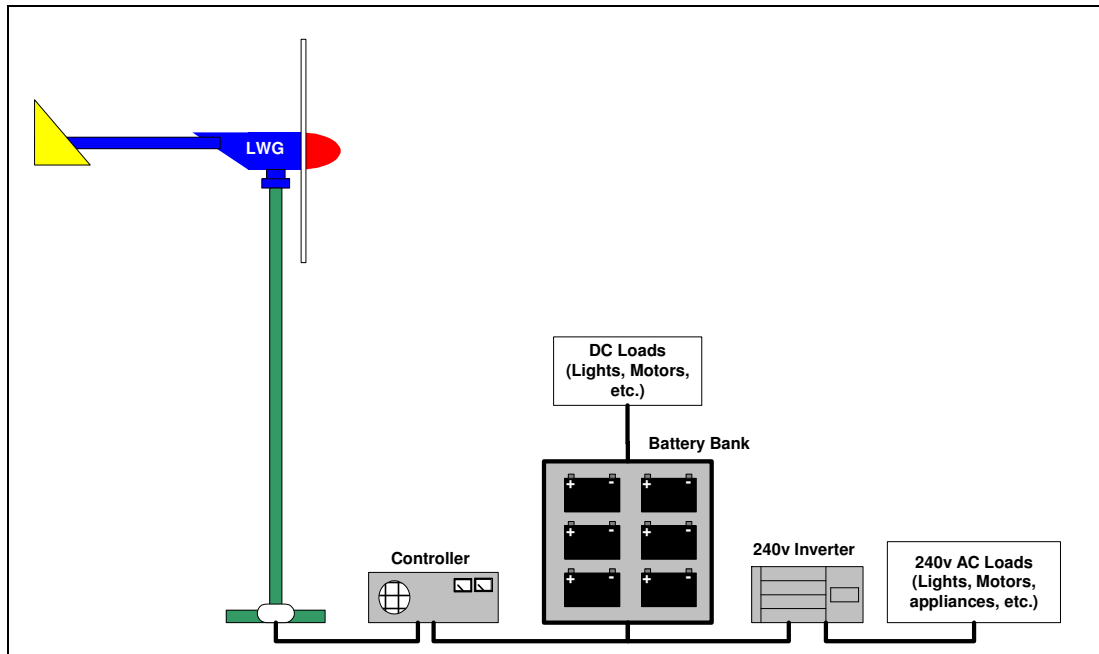 LWG
DC Loads
(Lights, Motors,
etc.)
Battery Bank
+ - + -
+ - + -
+ - + -
Controller
240v Inverter
240v AC Loads
(Lights, Motors,
appliances, etc.)